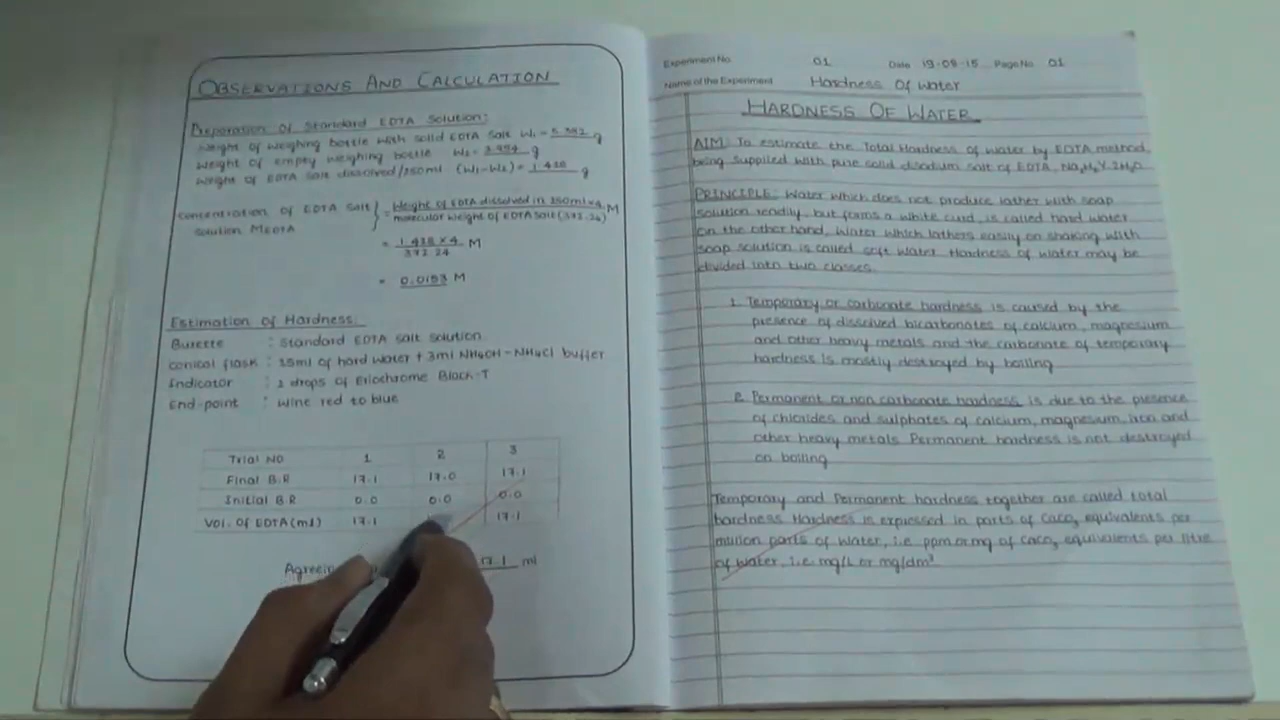 OBSERVATIONS AND CALCULATION
Preparation Of Standard EDTA Solution:
Weight of weighing bottle with solid EDTA salt W₁ = g
Weight of empty weighing bottle W₂ = g
Weight of EDTA salt dissolved/250ml (W₁-W₂) = g
Concentration of EDTA Salt } = Weight of EDTA dissolved in 250ml x 4 M
solution MEDTA molecular weight of EDTA salt (372.24)
= 1.428 x 4 M
372.24
= 0.0153 M
Estimation of Hardness:
Burette : Standard EDTA salt solution
Conical flask : 25ml of hard water + 3ml NH₄OH-NH₄Cl buffer
Indicator : 2 drops of Eriochrome Black-T
End-point : Wine red to blue
Trial No 1 2 3
Final B.R 17.1 17.0 17.1
Initial B.R 0.0 0.0 0.0
Vol. Of EDTA(ml) 17.1 17.1
17.1 ml
Experiment No. 01 Date 19-09-15 Page No. 01
Name of the Experiment Hardness Of Water
HARDNESS OF WATER
AIM: To estimate the Total Hardness of water by EDTA method,
being supplied with pure solid disodium salt of EDTA, Na₂H₂Y.2H₂O
PRINCIPLE: Water which does not produce lather with soap
solution readily, but forms a white curd, is called hard water
on the other hand, Water which lathers easily on shaking with
soap solution is called soft water Hardness of water may be
divided into two classes.
1. Temporary or carbonate hardness is caused by the
presence of dissolved bicarbonates of calcium, magnesium
and other heavy metals and the carbonate of temporary
hardness is mostly destroyed by boiling
2. Permanent or non carbonate hardness is due to the presence
of chlorides and sulphates of calcium, magnesium, iron and
other heavy metals Permanent hardness is not destroyed
on boiling
Temporary and Permanent hardness together are called total
hardness Hardness is expressed in parts of CaCO₃ equivalents per
million parts of Water, i.e ppm or mg of CaCO₃ equivalents per litre
of water, i.e. mg/L or mg/dm³